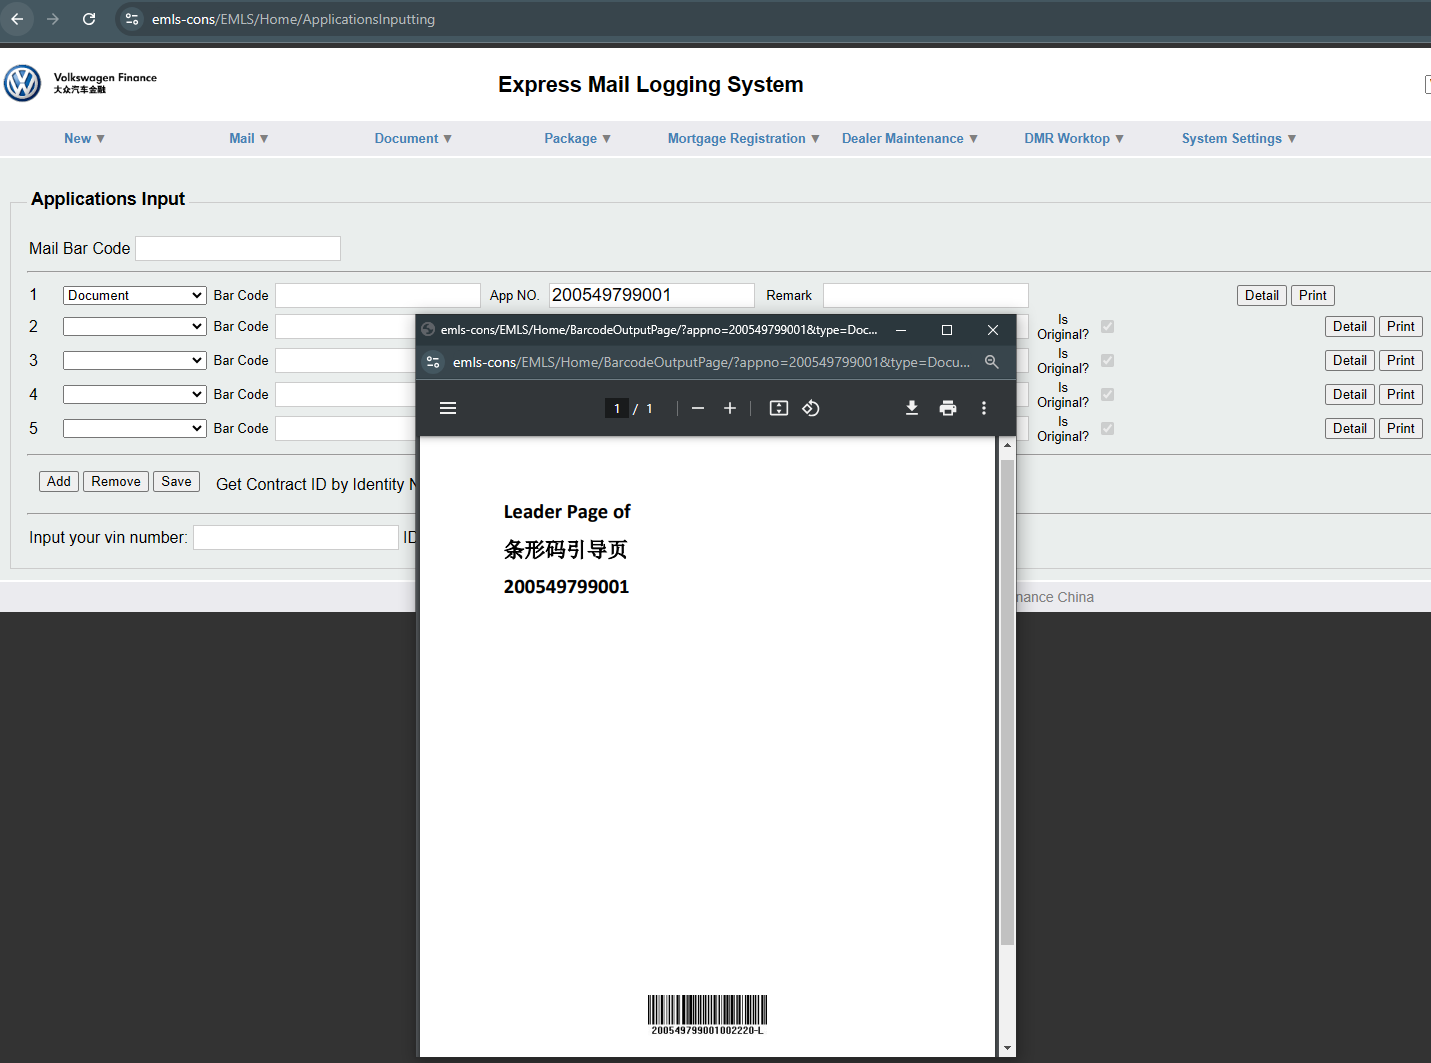 emls-cons/EMLS/Home/ApplicationsInputting
Volkswagen Finance
大众汽车金融
Express Mail Logging System
New ▼ Mail ▼ Document ▼ Package ▼ Mortgage Registration ▼ Dealer Maintenance ▼ DMR Worktop ▼ System Settings ▼
Applications Input
Mail Bar Code
1 Document Bar Code App NO. 200549799001 Remark Detail Print
2 Bar Code Is Original? Detail Print
3 Bar Code Is Original? Detail Print
4 Bar Code Is Original? Detail Print
5 Bar Code Is Original? Detail Print
Add Remove Save Get Contract ID by Identity N
Input your vin number: ID
nance China
emls-cons/EMLS/Home/BarcodeOutputPage/?appno=200549799001&type=Doc...
emls-cons/EMLS/Home/BarcodeOutputPage/?appno=200549799001&type=Docu...
1 / 1
Leader Page of
条形码引导页
200549799001
200549799001002220-L